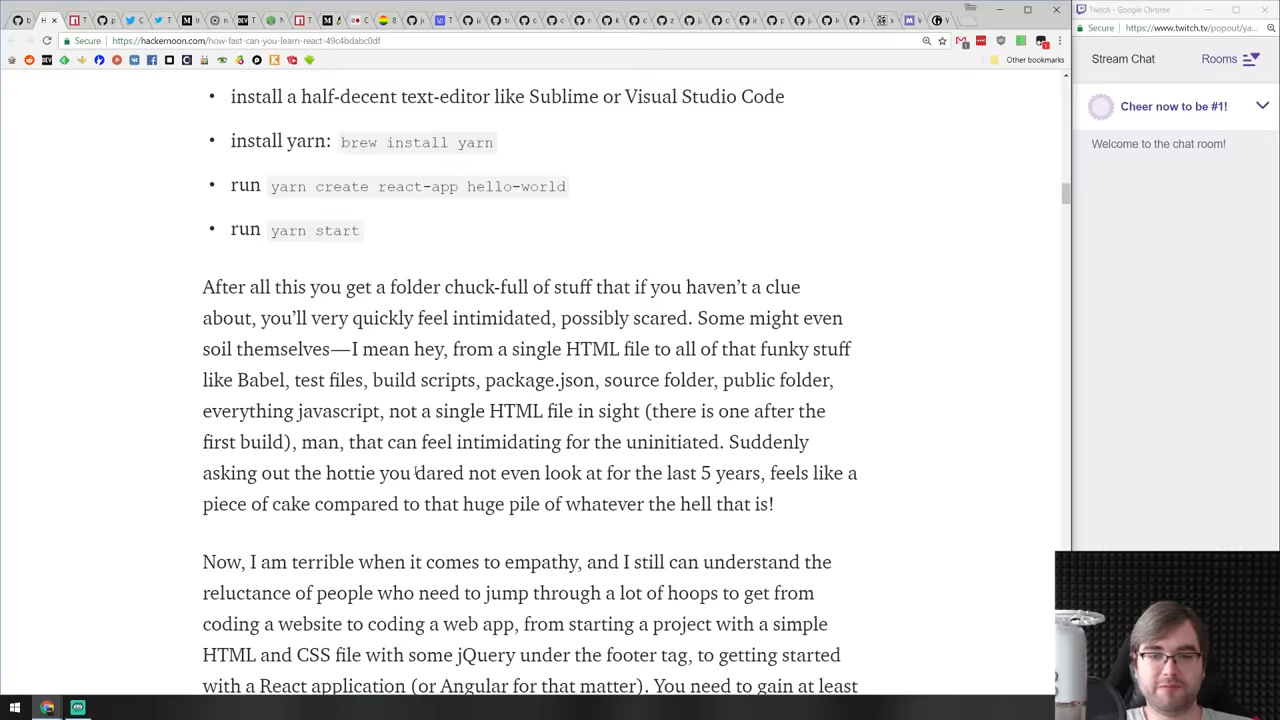 Twitch - Google Chrome
Secure
https://hackernoon.com/how-fast-can-you-learn-react-49c4bdabc0df
Secure
https://www.twitch.tv/popout/ya...
Other bookmarks
Stream Chat
Rooms
Cheer now to be #1!
Welcome to the chat room!
• install a half-decent text-editor like Sublime or Visual Studio Code
• install yarn: brew install yarn
• run yarn create react-app hello-world
• run yarn start
After all this you get a folder chuck-full of stuff that if you haven’t a clue
about, you’ll very quickly feel intimidated, possibly scared. Some might even
soil themselves—I mean hey, from a single HTML file to all of that funky stuff
like Babel, test files, build scripts, package.json, source folder, public folder,
everything javascript, not a single HTML file in sight (there is one after the
first build), man, that can feel intimidating for the uninitiated. Suddenly
asking out the hottie you dared not even look at for the last 5 years, feels like a
piece of cake compared to that huge pile of whatever the hell that is!
Now, I am terrible when it comes to empathy, and I still can understand the
reluctance of people who need to jump through a lot of hoops to get from
coding a website to coding a web app, from starting a project with a simple
HTML and CSS file with some jQuery under the footer tag, to getting started
with a React application (or Angular for that matter). You need to gain at least